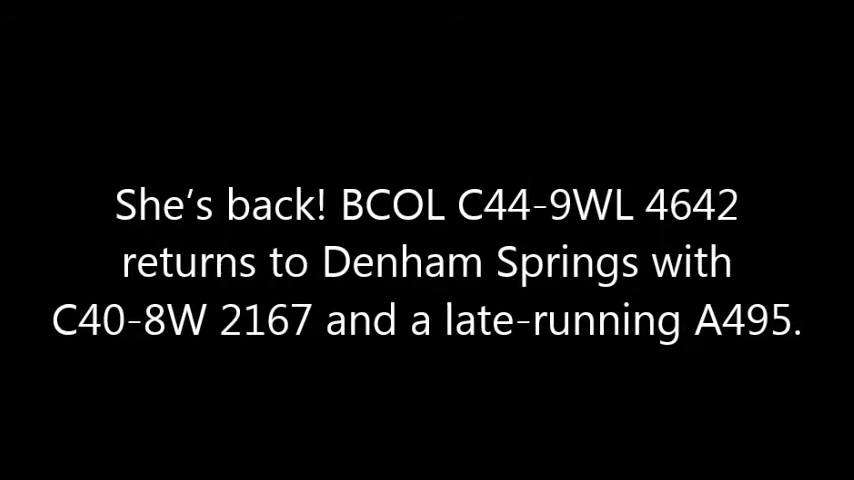 She’s back! BCOL C44-9WL 4642
returns to Denham Springs with
C40-8W 2167 and a late-running A495.